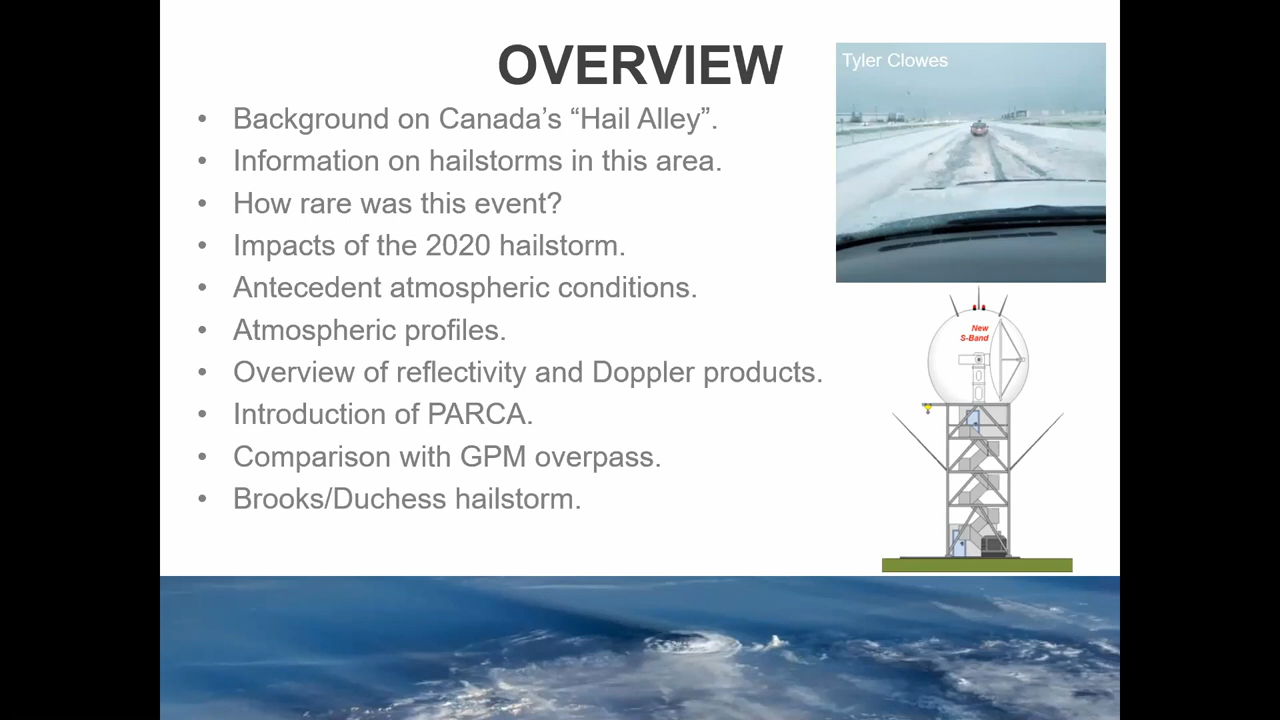 OVERVIEW
Tyler Clowes
• Background on Canada’s “Hail Alley”.
• Information on hailstorms in this area.
• How rare was this event?
• Impacts of the 2020 hailstorm.
• Antecedent atmospheric conditions.
• Atmospheric profiles.
• Overview of reflectivity and Doppler products.
• Introduction of PARCA.
• Comparison with GPM overpass.
• Brooks/Duchess hailstorm.
New
S-Band